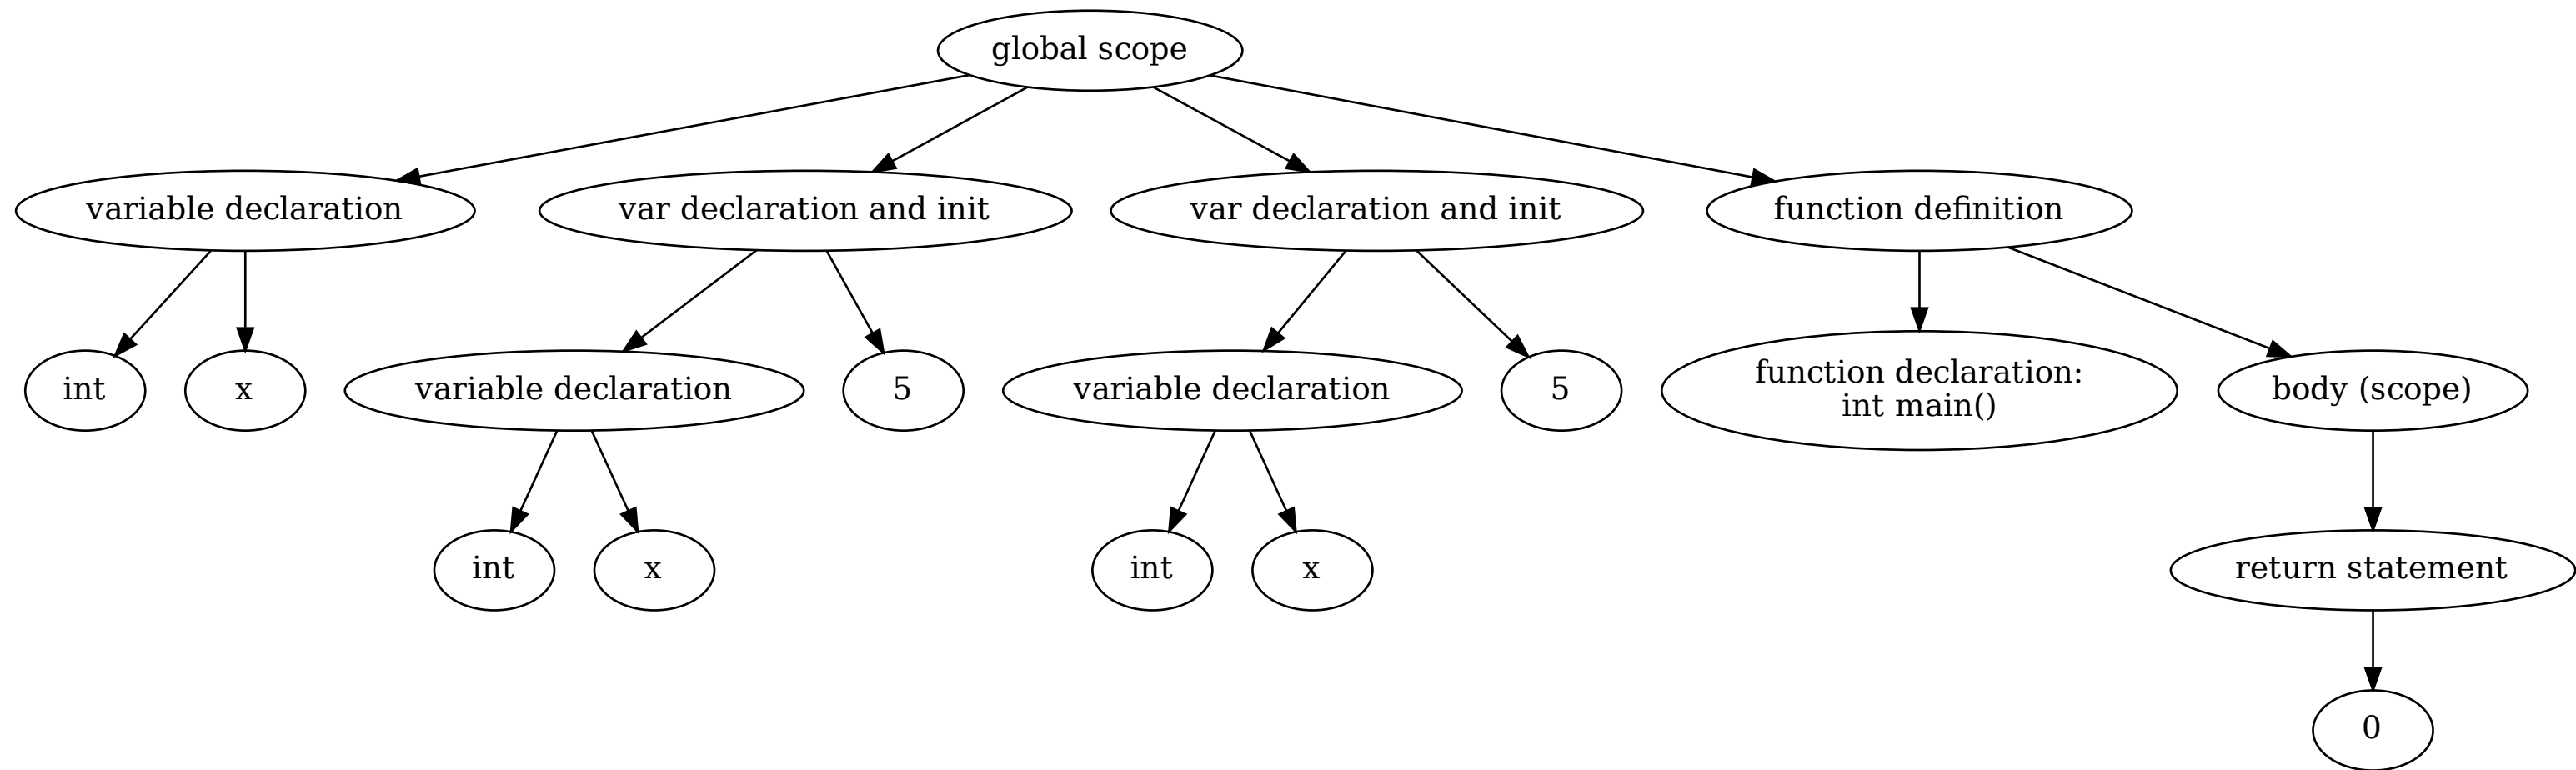 global scope
variable declaration
var declaration and init
var declaration and init
function definition
int
x
variable declaration
5
variable declaration
5
function declaration:
int main()
body (scope)
int
x
int
x
return statement
0